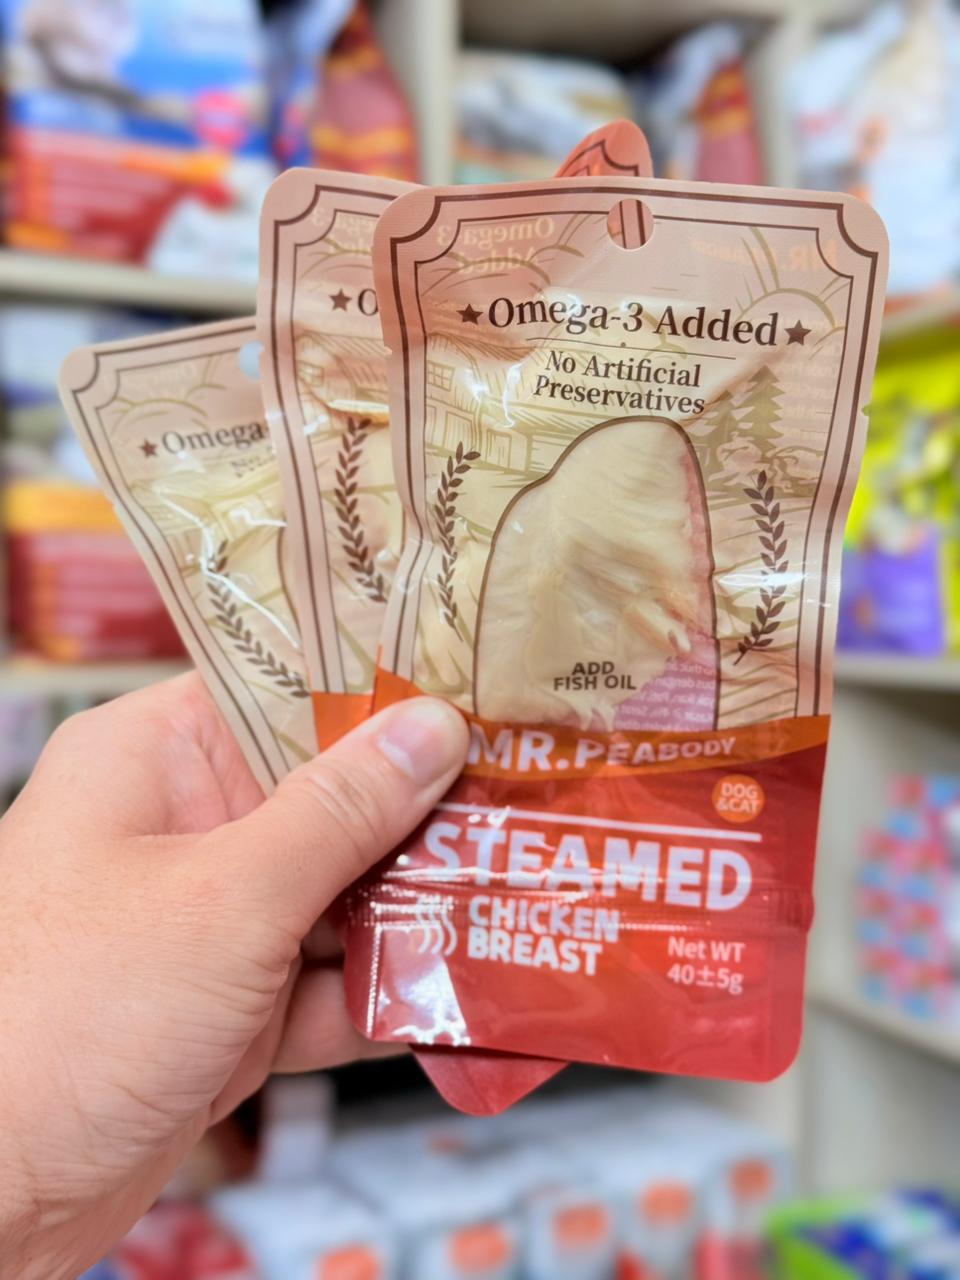 Omega-3 Added
No Artificial
Preservatives
ADD
FISH OIL
MR.PEABODY
DOG
&CAT
STEAMED
CHICKEN
BREAST
Net WT
40±5g
Omega